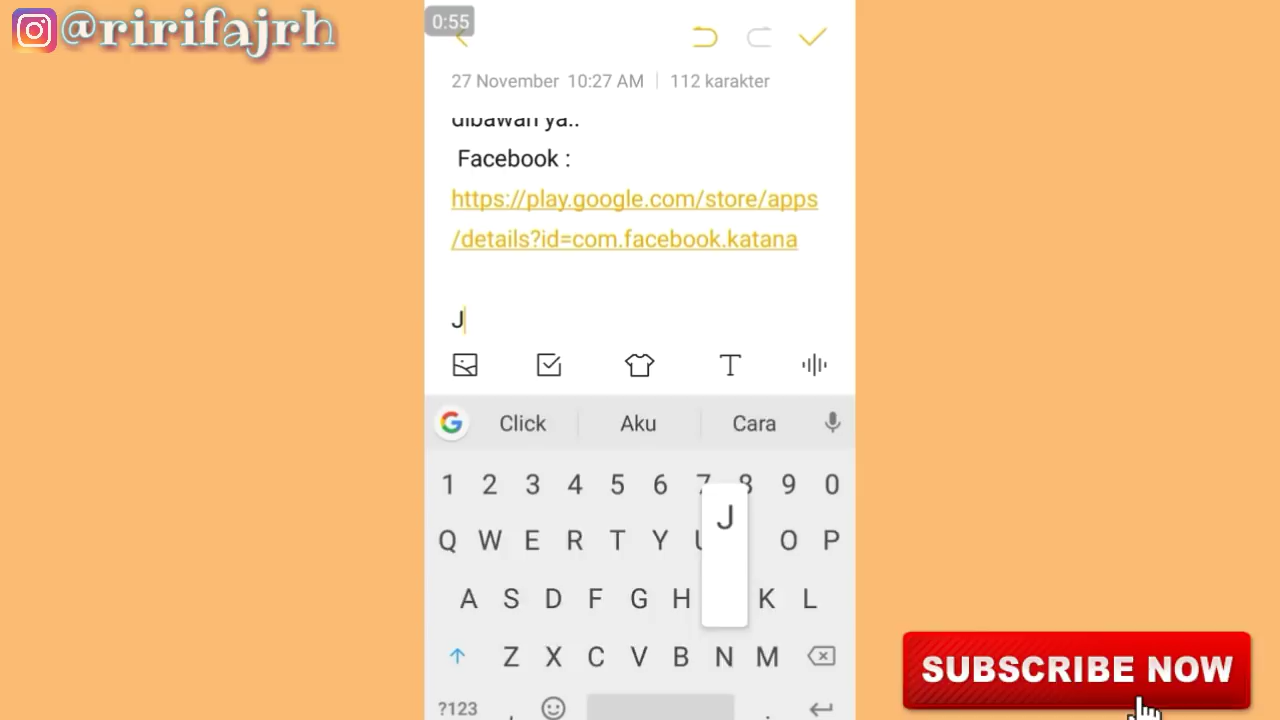 @ririfajrh
0:55
27 November 10:27 AM | 112 karakter
dibawah ya..
Facebook :
https://play.google.com/store/apps
/details?id=com.facebook.katana
J
Click Aku Cara
1 2 3 4 5 6 7 8 9 0
Q W E R T Y U O P
J
A S D F G H K L
Z X C V B N M
?123 , .
SUBSCRIBE NOW